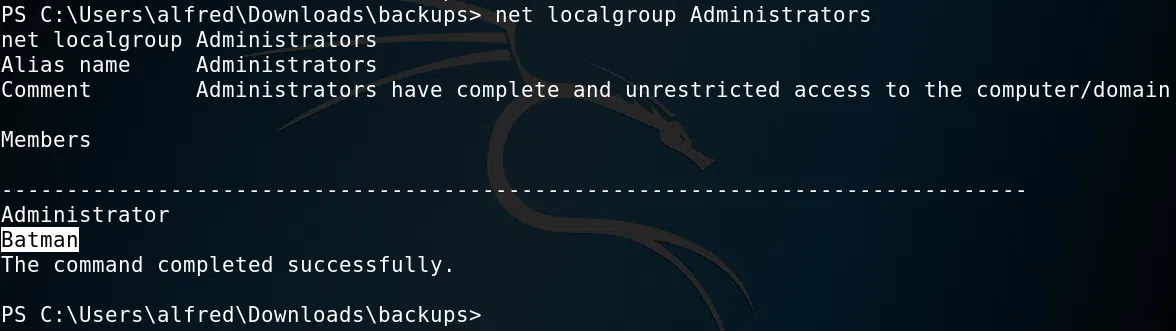 PS C:\Users\alfred\Downloads\backups> net localgroup Administrators
net localgroup Administrators
Alias name     Administrators
Comment        Administrators have complete and unrestricted access to the computer/domain
Members
-------------------------------------------------------------------------------
Administrator
Batman
The command completed successfully.
PS C:\Users\alfred\Downloads\backups>